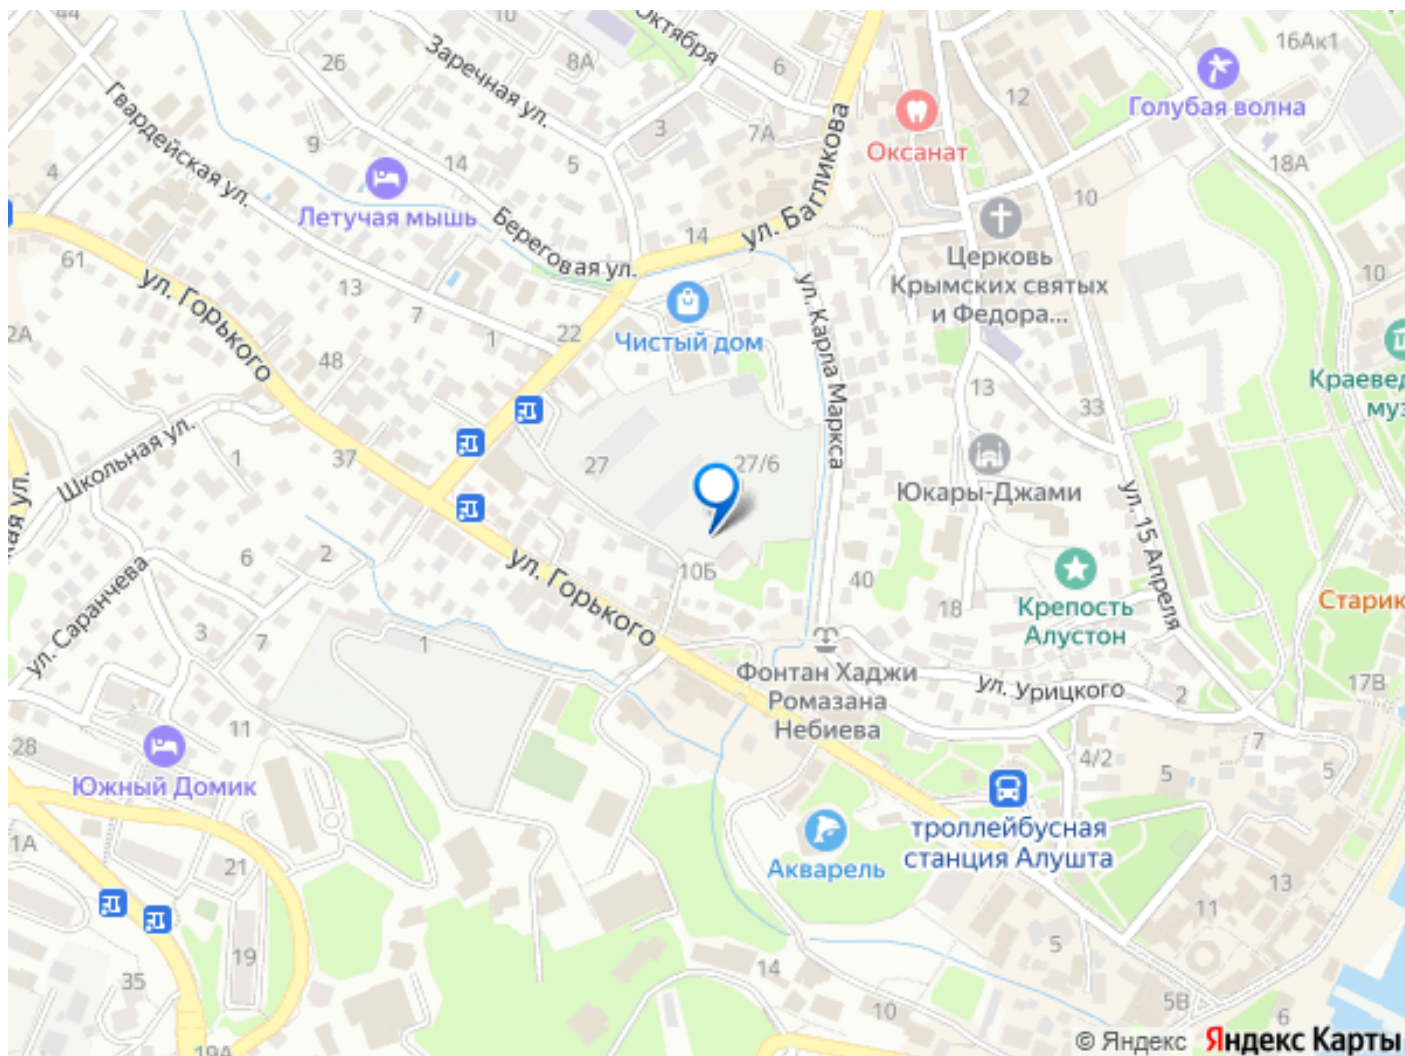 44
10
Октября
16Ак1
Заречная ул.
8А
6
26
Голубая волна
12
Гвардейская ул.
ул. Багликова
3
7А
Оксанат
9
14
5
18А
4
10
Летучая мышь
Береговая ул.
14
Церковь
Крымских святых
и Федора...
61
ул. Горького
13
7
1
22
Чистый дом
ул. Карла Маркса
10
2А
48
13
Краевед
муз
33
Школьная ул.
1
37
27
27/6
Юкары-Джами
ул. 15 Апреля
кая ул.
6
2
ул. Горького
10Б
40
18
Крепость
Алустон
Старик
ул. Саранчева
3
7
1
Фонтан Хаджи
Ромазана
Небиева
ул. Урицкого
2
17В
11
28
Южный Домик
7
4/2
5
5
троллейбусная
станция Алушта
1А
21
Акварель
13
11
19
5
35
14
10
5В
6
19А
© Яндекс Яндекс Карты